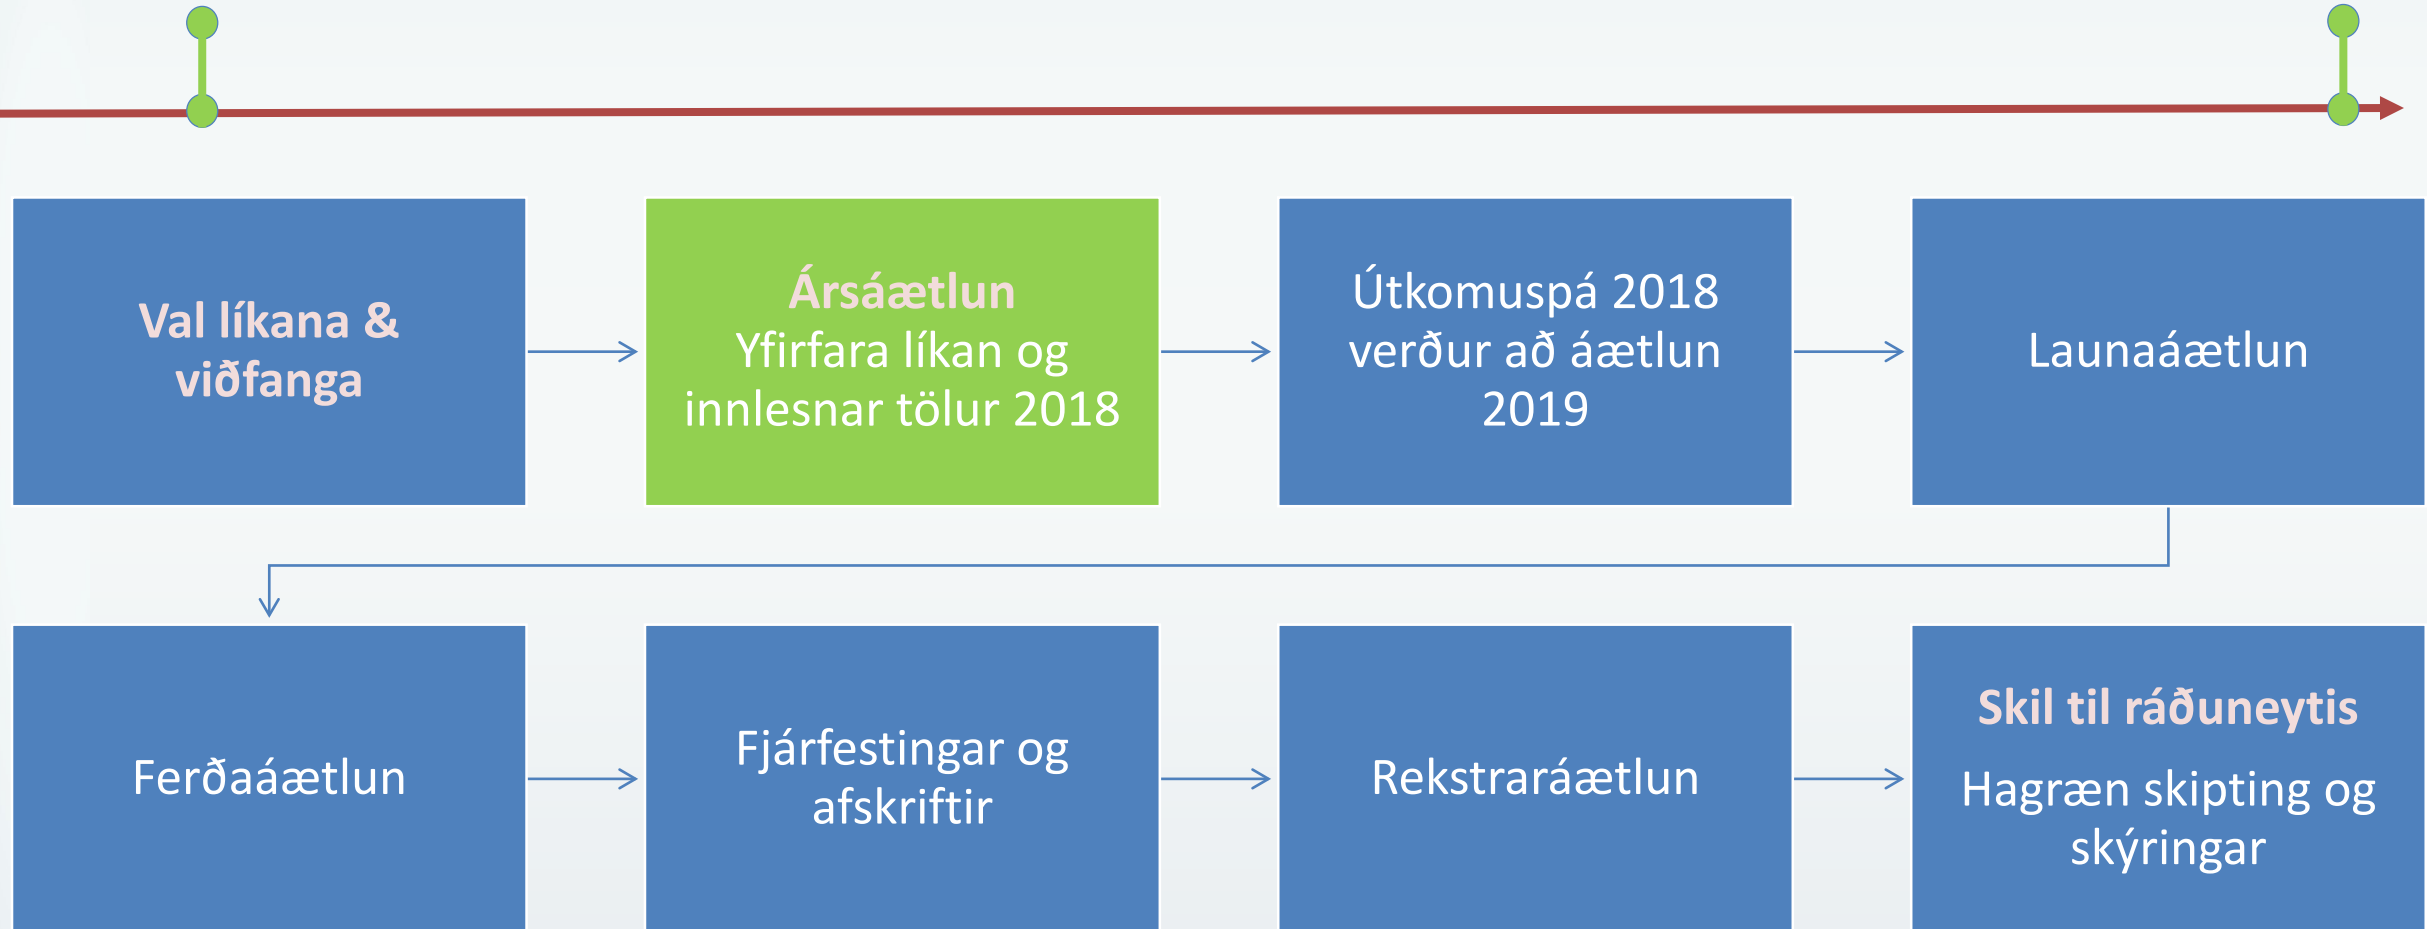 Val líkana &
viðfanga
Ársáætlun
Yfirfara líkan og
innlesnar tölur 2018
Útkomuspá 2018
verður að áætlun
2019
Launaáætlun
Ferðaáætlun
Fjárfestingar og
afskriftir
Rekstraráætlun
Skil til ráðuneytis
Hagræn skipting og
skýringar